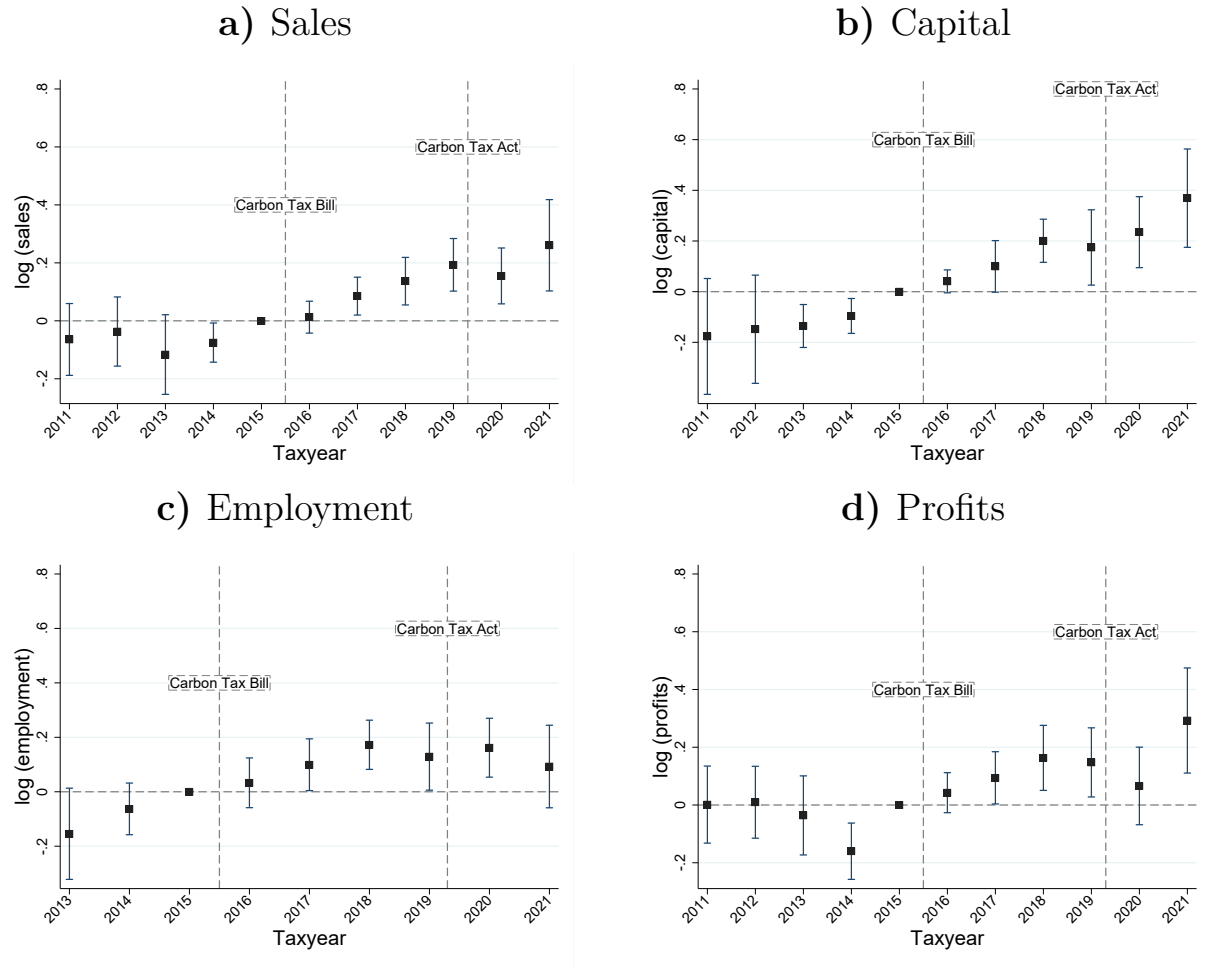 a) Sales
.8
.6
.4
.2
0
-.2
log (sales)
Carbon Tax Bill
Carbon Tax Act
2011 2012 2013 2014 2015 2016 2017 2018 2019 2020 2021
Taxyear
b) Capital
.8
.6
.4
.2
0
-.2
log (capital)
Carbon Tax Bill
Carbon Tax Act
2011 2012 2013 2014 2015 2016 2017 2018 2019 2020 2021
Taxyear
c) Employment
.8
.6
.4
.2
0
-.2
log (employment)
Carbon Tax Bill
Carbon Tax Act
2013 2014 2015 2016 2017 2018 2019 2020 2021
Taxyear
d) Profits
.8
.6
.4
.2
0
-.2
log (profits)
Carbon Tax Bill
Carbon Tax Act
2011 2012 2013 2014 2015 2016 2017 2018 2019 2020 2021
Taxyear